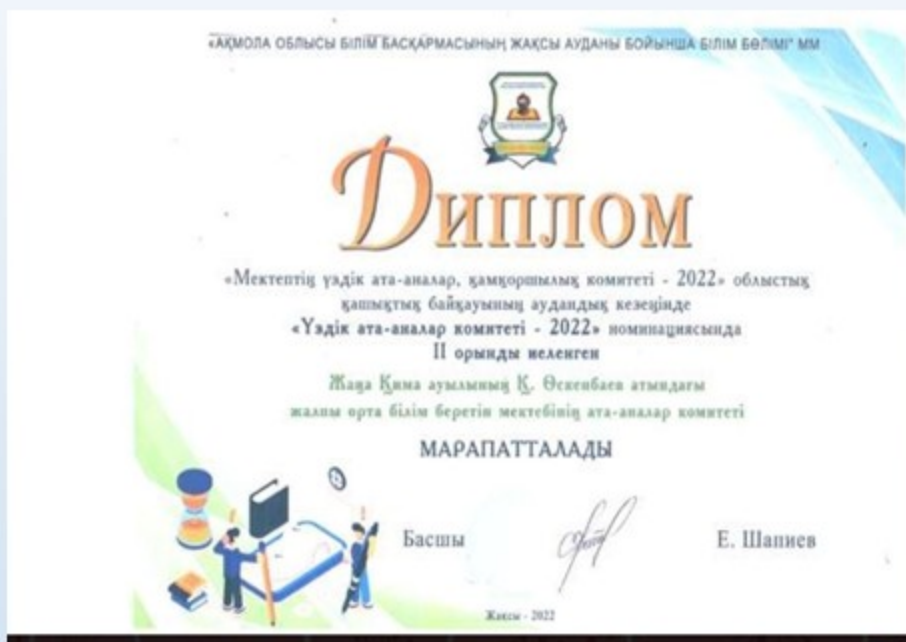 «АҚМОЛА ОБЛЫСЫ БІЛІМ БАСҚАРМАСЫНЫҢ ЖАҚСЫ АУДАНЫ БОЙЫНША БІЛІМ БӨЛІМІ" ММ
ДИПЛОМ
«Мектептің үздік ата-аналар, қамқоршылық комитеті - 2022» облыстық
қашықтық байқауының аудандық кезеңінде
«Үздік ата-аналар комитеті - 2022» номинациясында
II орынды иеленген
Жаңа Қима ауылының Қ. Өскенбаев атындағы
жалпы орта білім беретін мектебінің ата-аналар комитеті
МАРАПАТТАЛАДЫ
Басшы Е. Шапиев
Жақсы - 2022